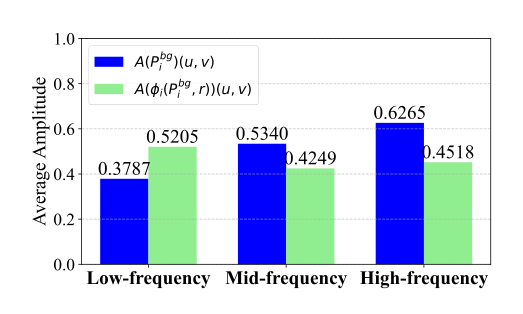 1.0
0.8
0.6
0.4
0.2
0.0
Average Amplitude
A(P_i^{bg})(u, v)
A(ϕ_i(P_i^{bg}, r))(u, v)
0.3787
0.5205
0.5340
0.4249
0.6265
0.4518
Low-frequency
Mid-frequency
High-frequency